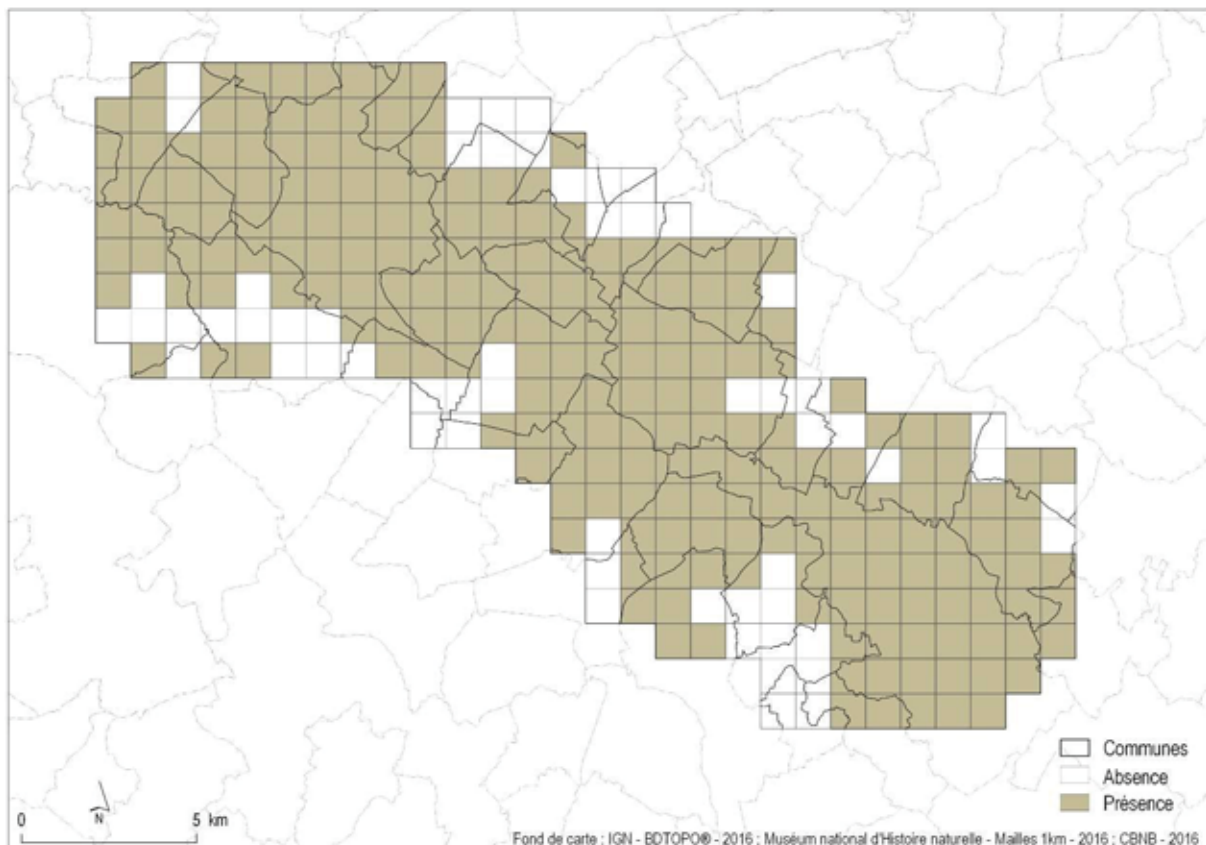 Communes
Absence
Présence
N
0 5 km
Fond de carte : IGN - BDTOPO® - 2016 ; Muséum national d'Histoire naturelle - Mailles 1km - 2016 ; CBNB - 2016